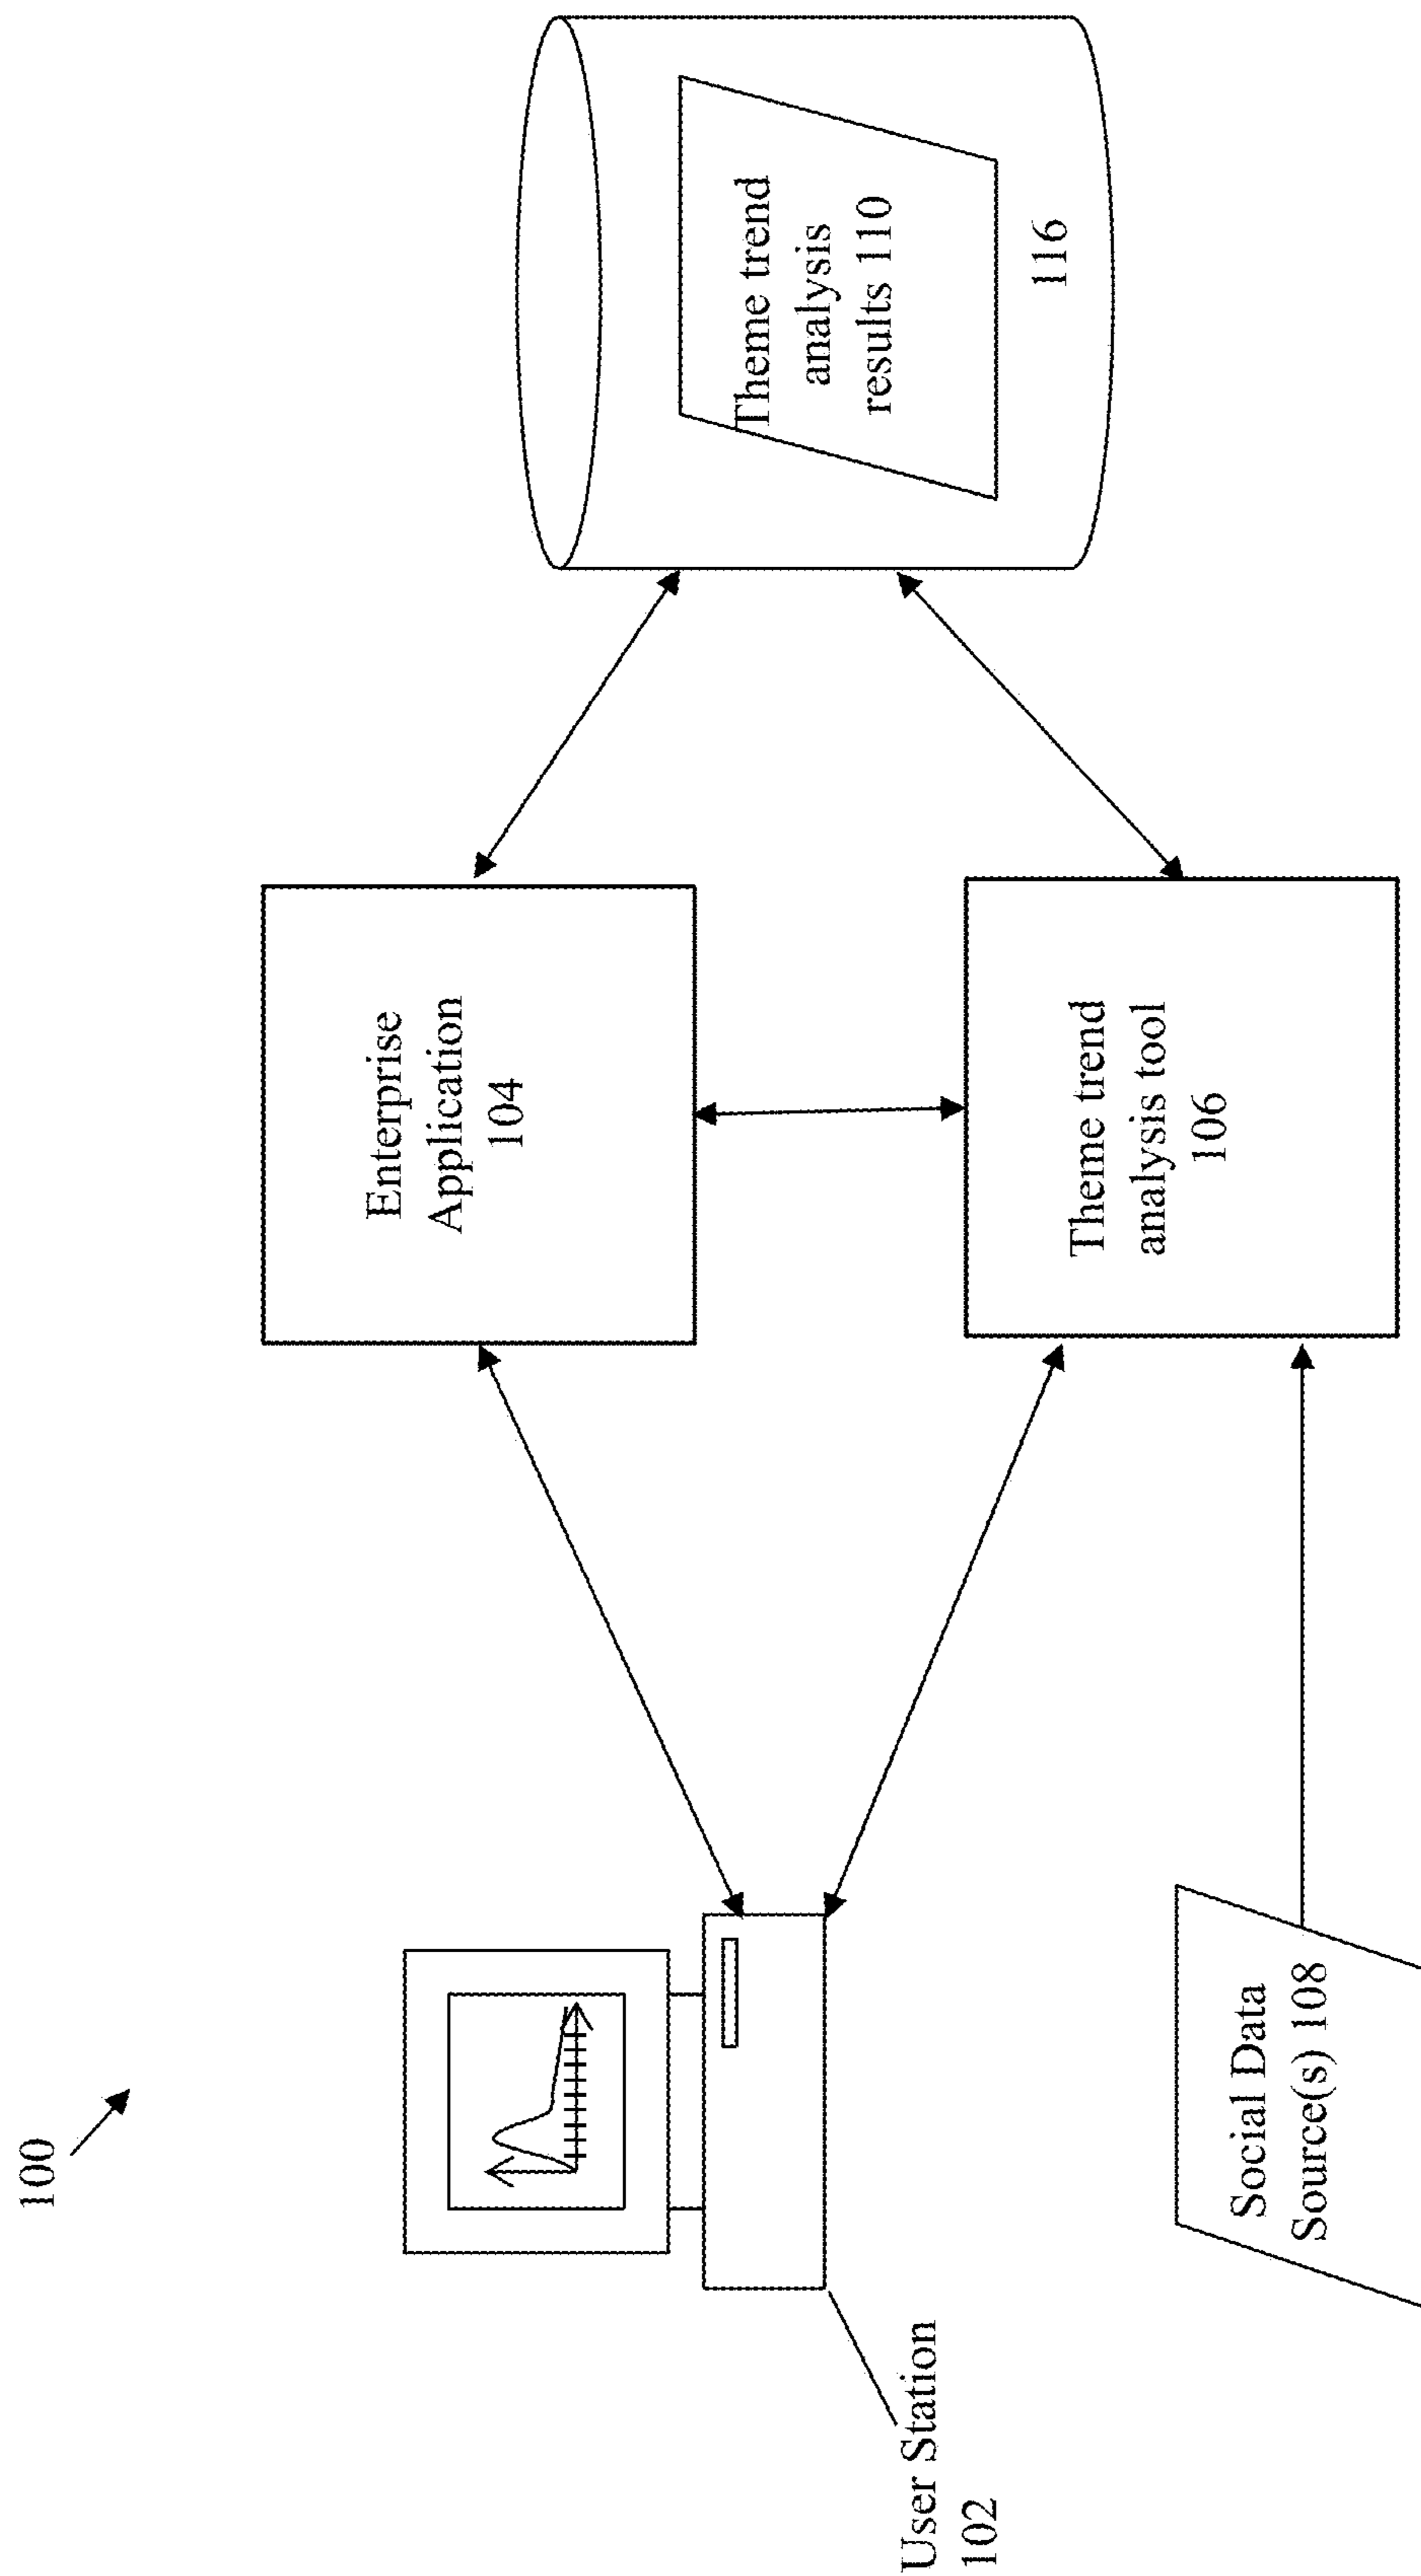 100
Enterprise
Application
104
Theme trend
analysis
results 110
116
User Station
102
Theme trend
analysis tool
106
Social Data
Source(s) 108